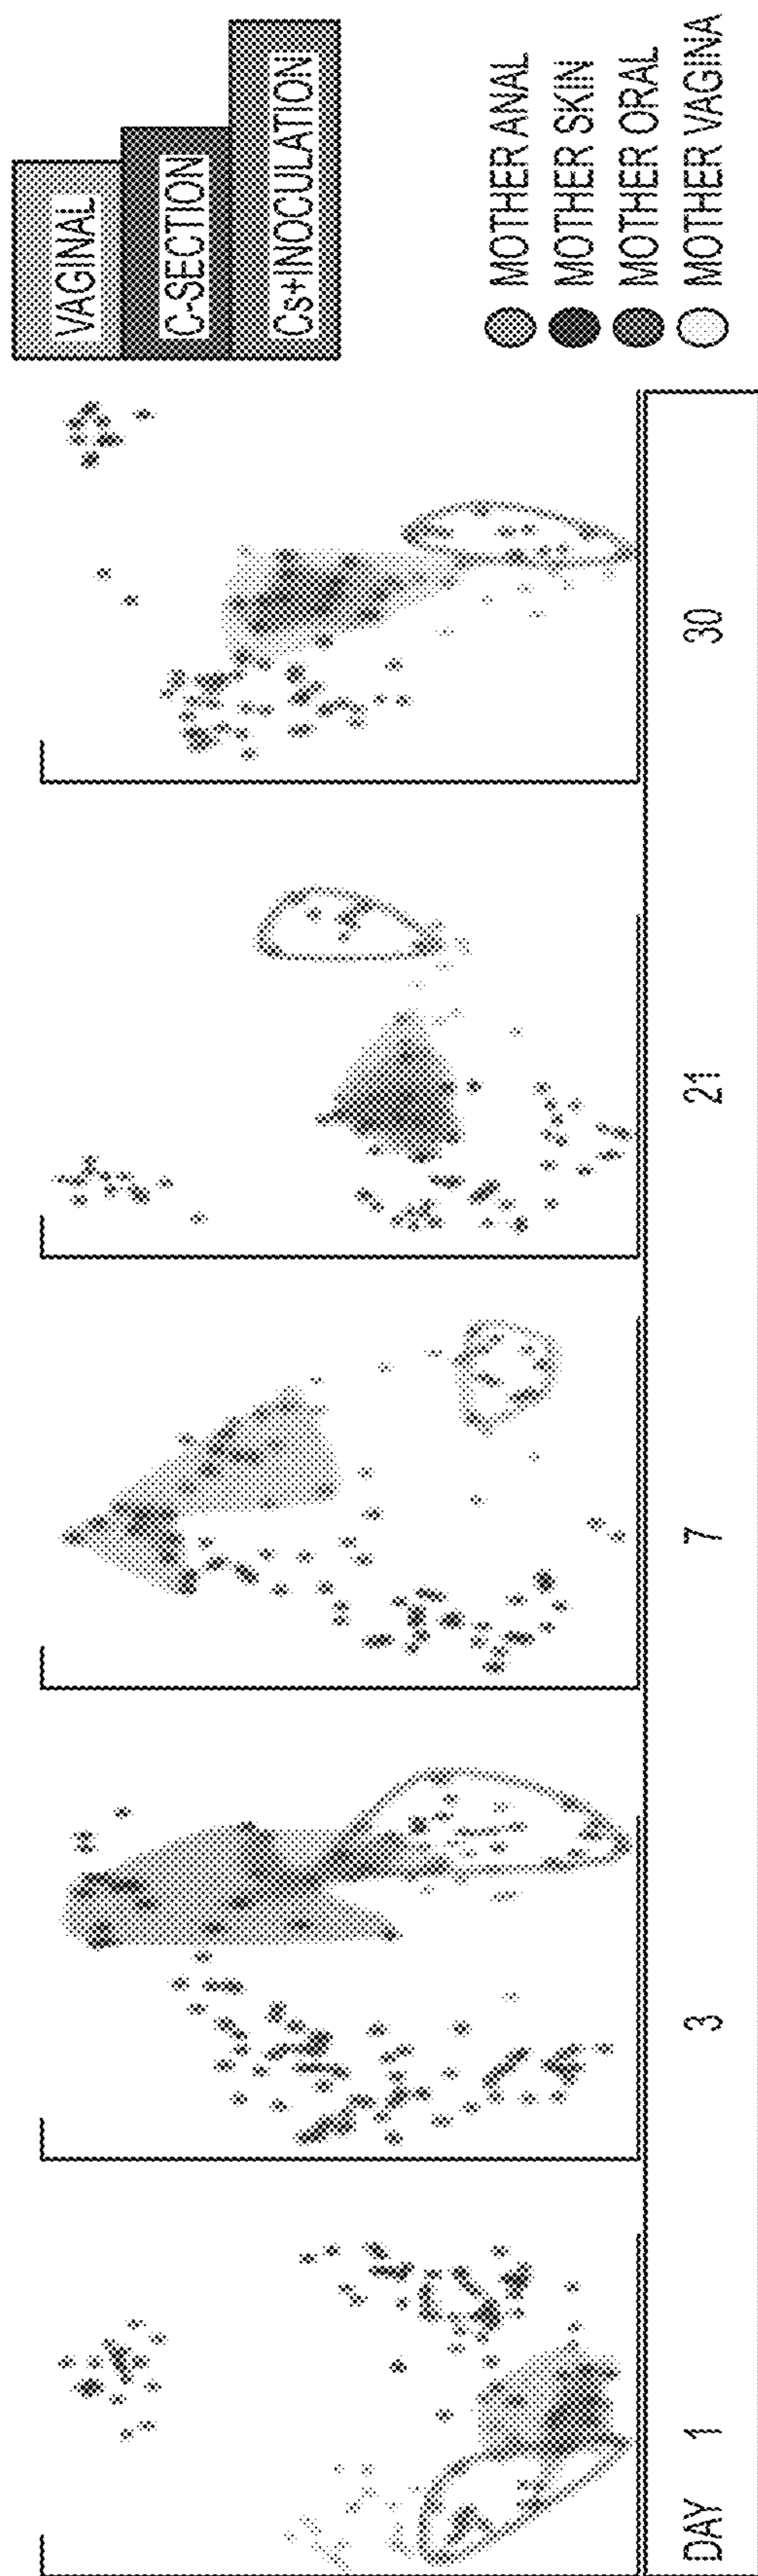 VAGINAL
C-SECTION
Cs+INOCULATION
MOTHER ANAL
MOTHER SKIN
MOTHER ORAL
MOTHER VAGINA
DAY 1 3 7 21 30